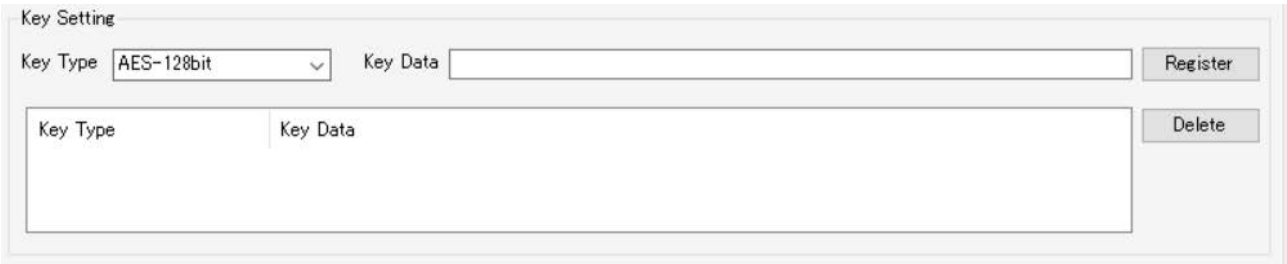 Key Setting
Key Type AES-128bit Key Data Register
Key Type Key Data Delete